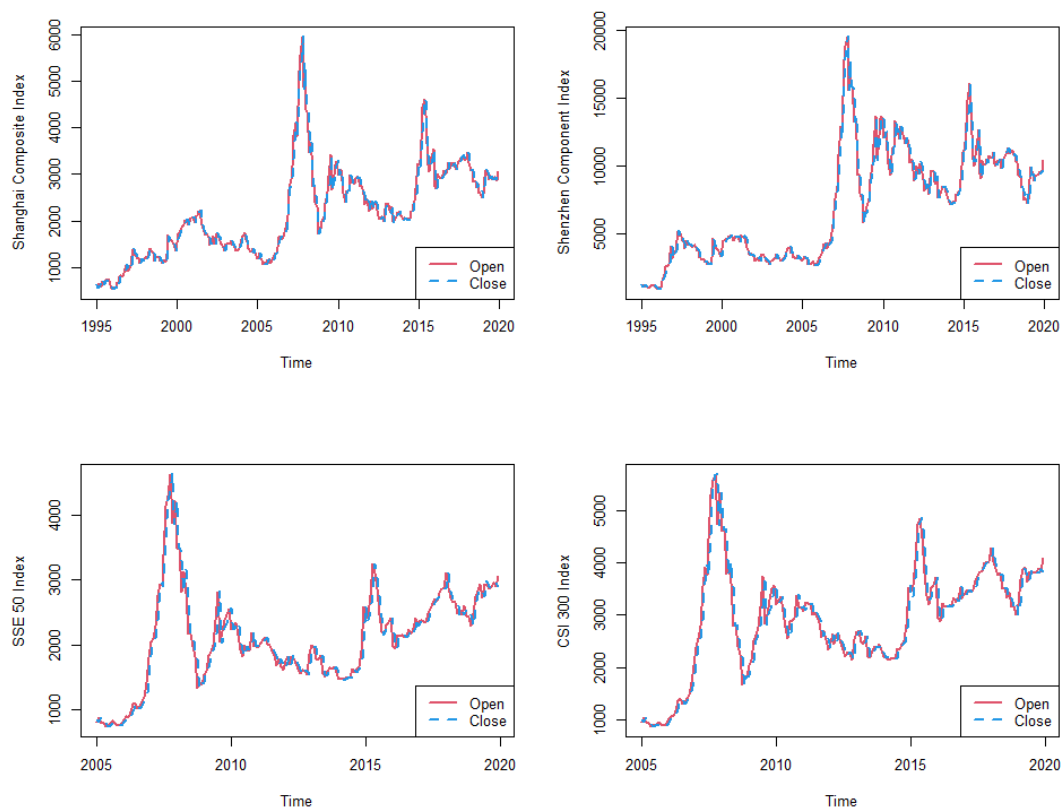 Shanghai Composite Index
6000
5000
4000
3000
2000
1000
Open
Close
1995 2000 2005 2010 2015 2020
Time
Shenzhen Component Index
20000
15000
10000
5000
Open
Close
1995 2000 2005 2010 2015 2020
Time
SSE 50 Index
4000
3000
2000
1000
Open
Close
2005 2010 2015 2020
Time
CSI 300 Index
5000
4000
3000
2000
1000
Open
Close
2005 2010 2015 2020
Time